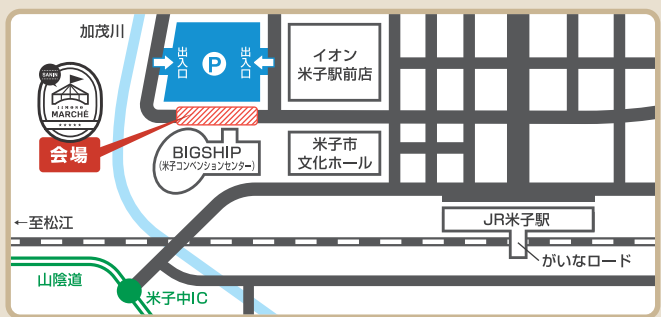 加茂川
出入口
P
出入口
イオン
米子駅前店
SANIN
MARCHÉ
会場
BIGSHIP
(米子コンベンションセンター)
米子市
文化ホール
←至松江
JR米子駅
がいなロード
山陰道
米子中IC